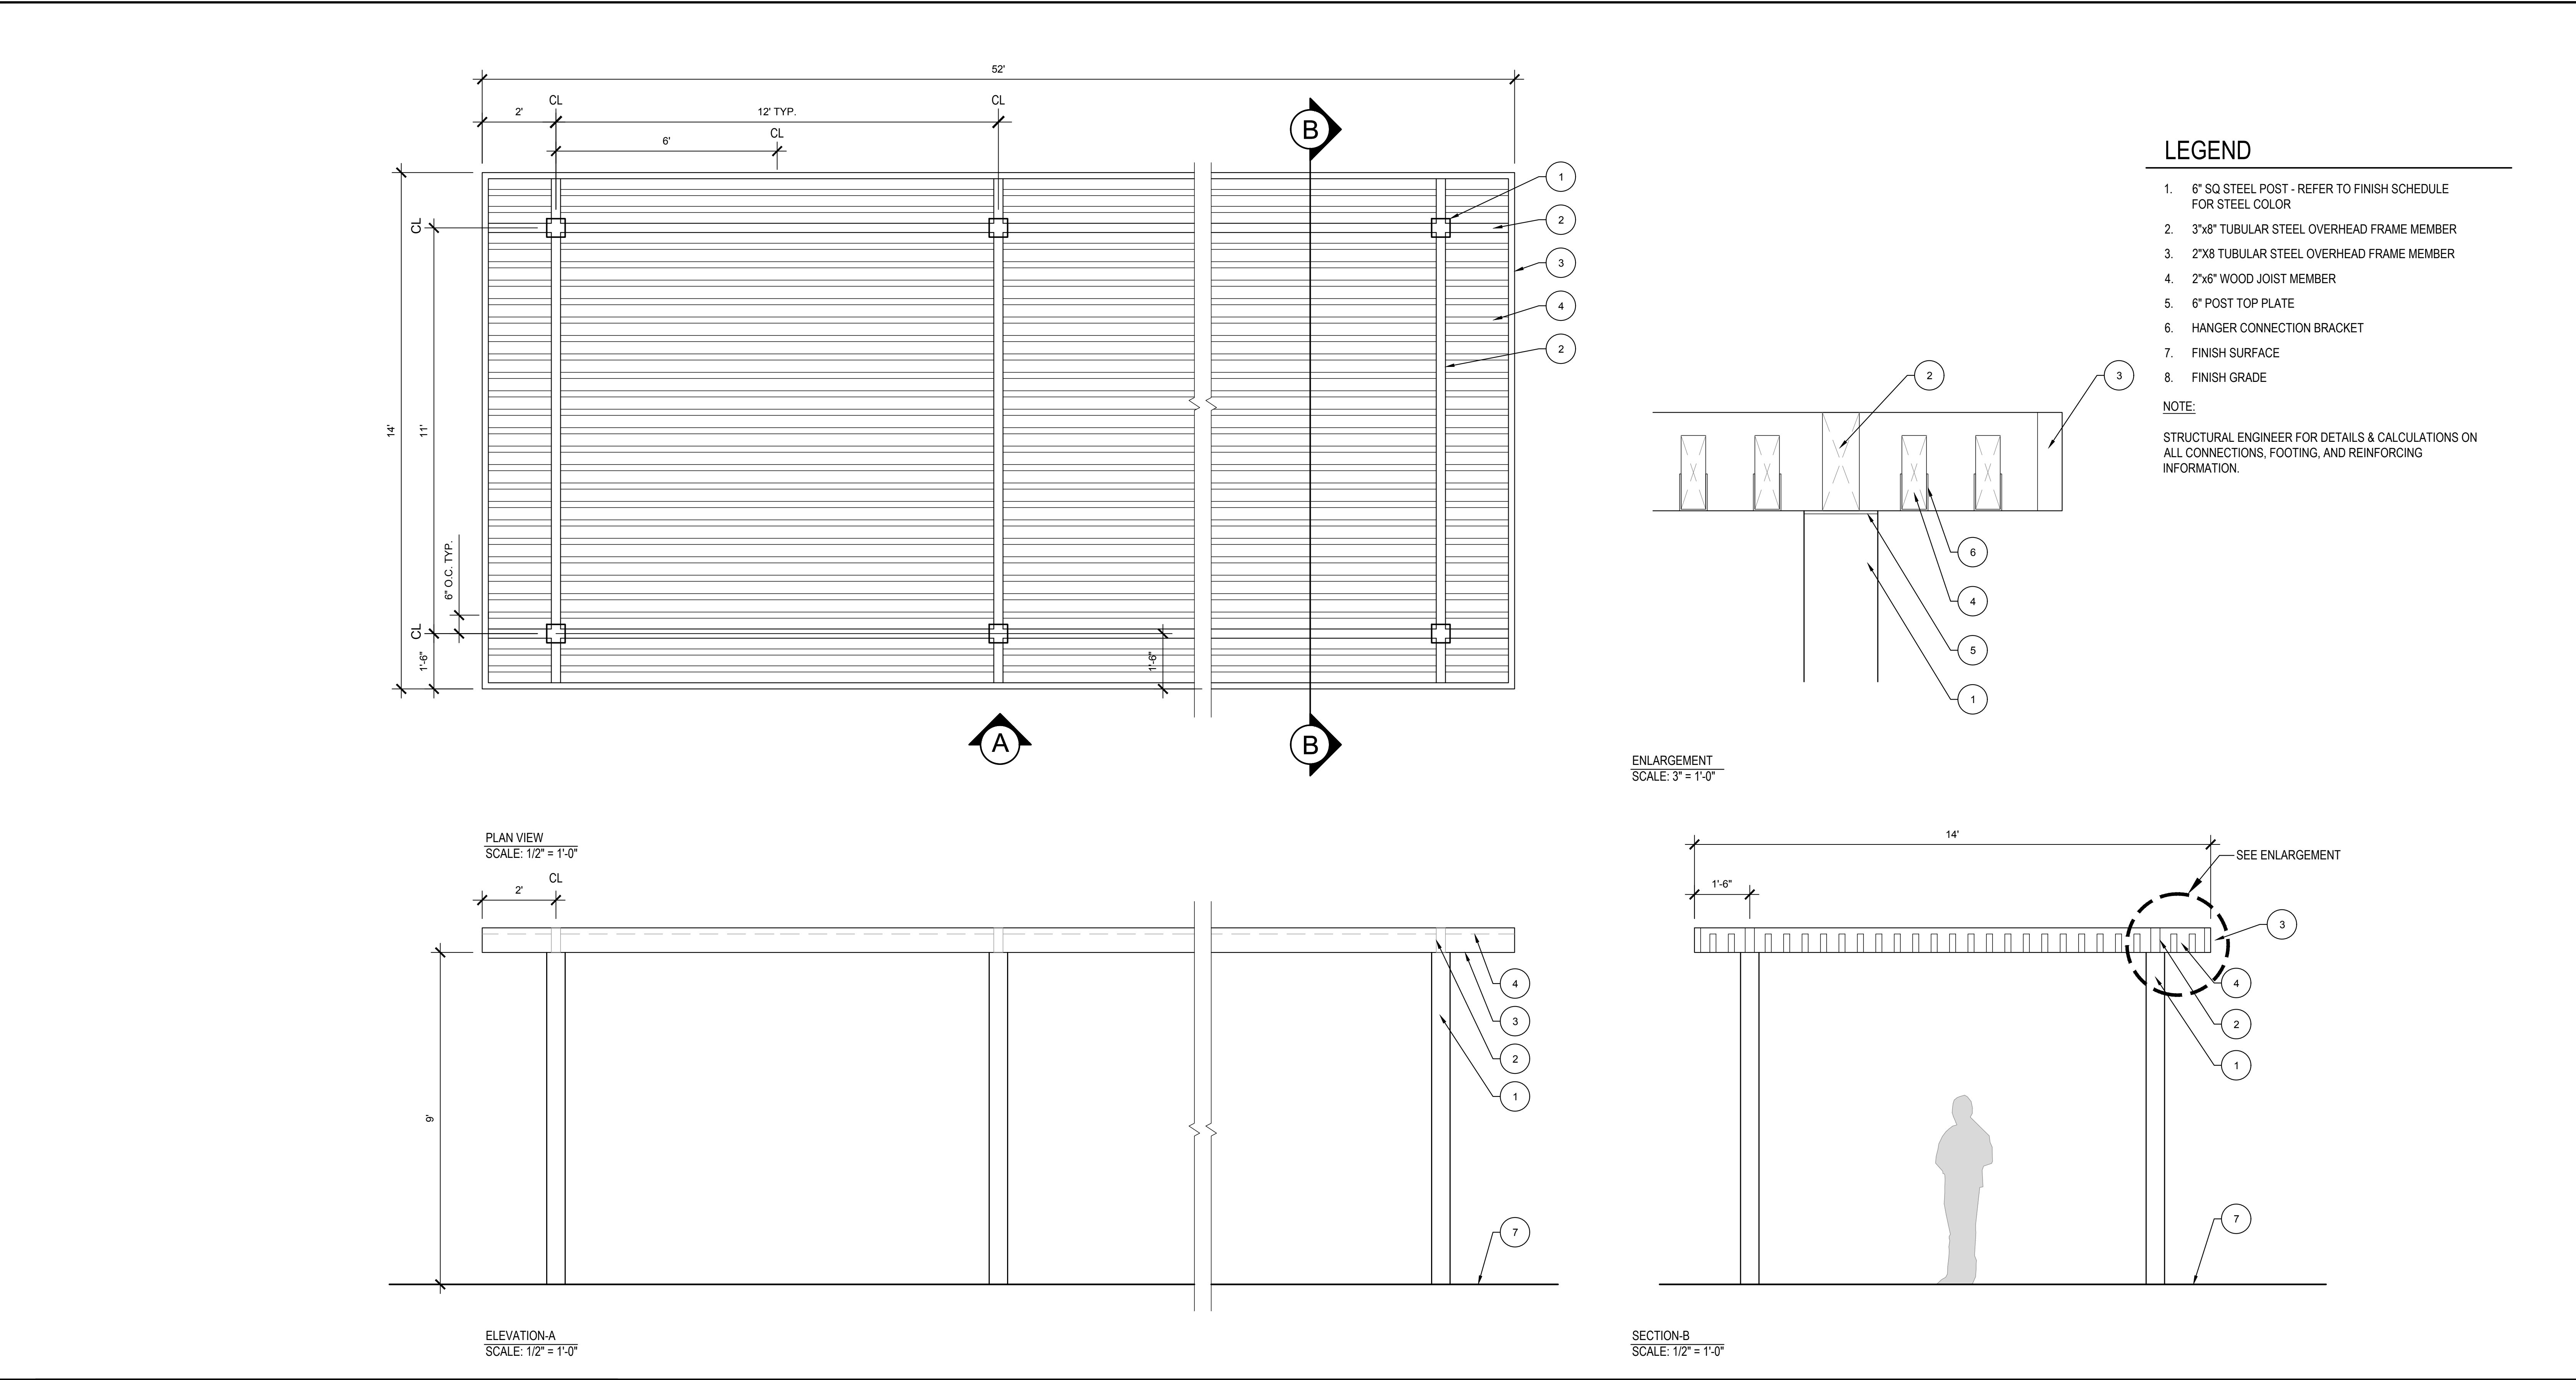 52'
2'
CL
12' TYP.
CL
6'
CL
B
1
2
3
4
2
14'
CL
11'
6" O.C. TYP.
CL
1'-6"
1'-6"
A
B
PLAN VIEW
SCALE: 1/2" = 1'-0"
LEGEND
1. 6" SQ STEEL POST - REFER TO FINISH SCHEDULE
FOR STEEL COLOR
2. 3"x8" TUBULAR STEEL OVERHEAD FRAME MEMBER
3. 2"X8 TUBULAR STEEL OVERHEAD FRAME MEMBER
4. 2"x6" WOOD JOIST MEMBER
5. 6" POST TOP PLATE
6. HANGER CONNECTION BRACKET
7. FINISH SURFACE
8. FINISH GRADE
NOTE:
STRUCTURAL ENGINEER FOR DETAILS & CALCULATIONS ON
ALL CONNECTIONS, FOOTING, AND REINFORCING
INFORMATION.
2
3
6
4
5
1
ENLARGEMENT
SCALE: 3" = 1'-0"
2'
CL
9'
4
3
2
1
7
ELEVATION-A
SCALE: 1/2" = 1'-0"
14'
SEE ENLARGEMENT
1'-6"
3
4
2
1
7
SECTION-B
SCALE: 1/2" = 1'-0"